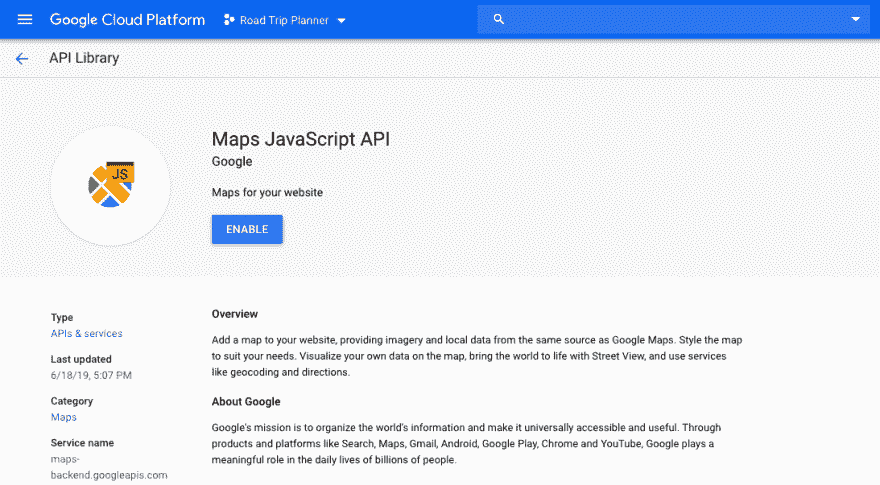 Google Cloud Platform
Road Trip Planner
API Library
Maps JavaScript API
Google
JS
Maps for your website
ENABLE
Type
APIs & services
Last updated
6/18/19, 5:07 PM
Category
Maps
Service name
maps-
backend.googleapis.com
Overview
Add a map to your website, providing imagery and local data from the same source as Google Maps. Style the map
to suit your needs. Visualize your own data on the map, bring the world to life with Street View, and use services
like geocoding and directions.
About Google
Google's mission is to organize the world's information and make it universally accessible and useful. Through
products and platforms like Search, Maps, Gmail, Android, Google Play, Chrome and YouTube, Google plays a
meaningful role in the daily lives of billions of people.